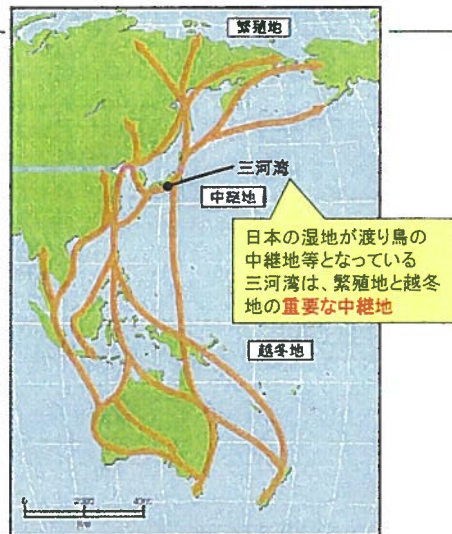 繁殖地
三河湾
中継地
日本の湿地が渡り鳥の
中継地等となっている
三河湾は、繁殖地と越冬
地の重要な中継地
越冬地
0